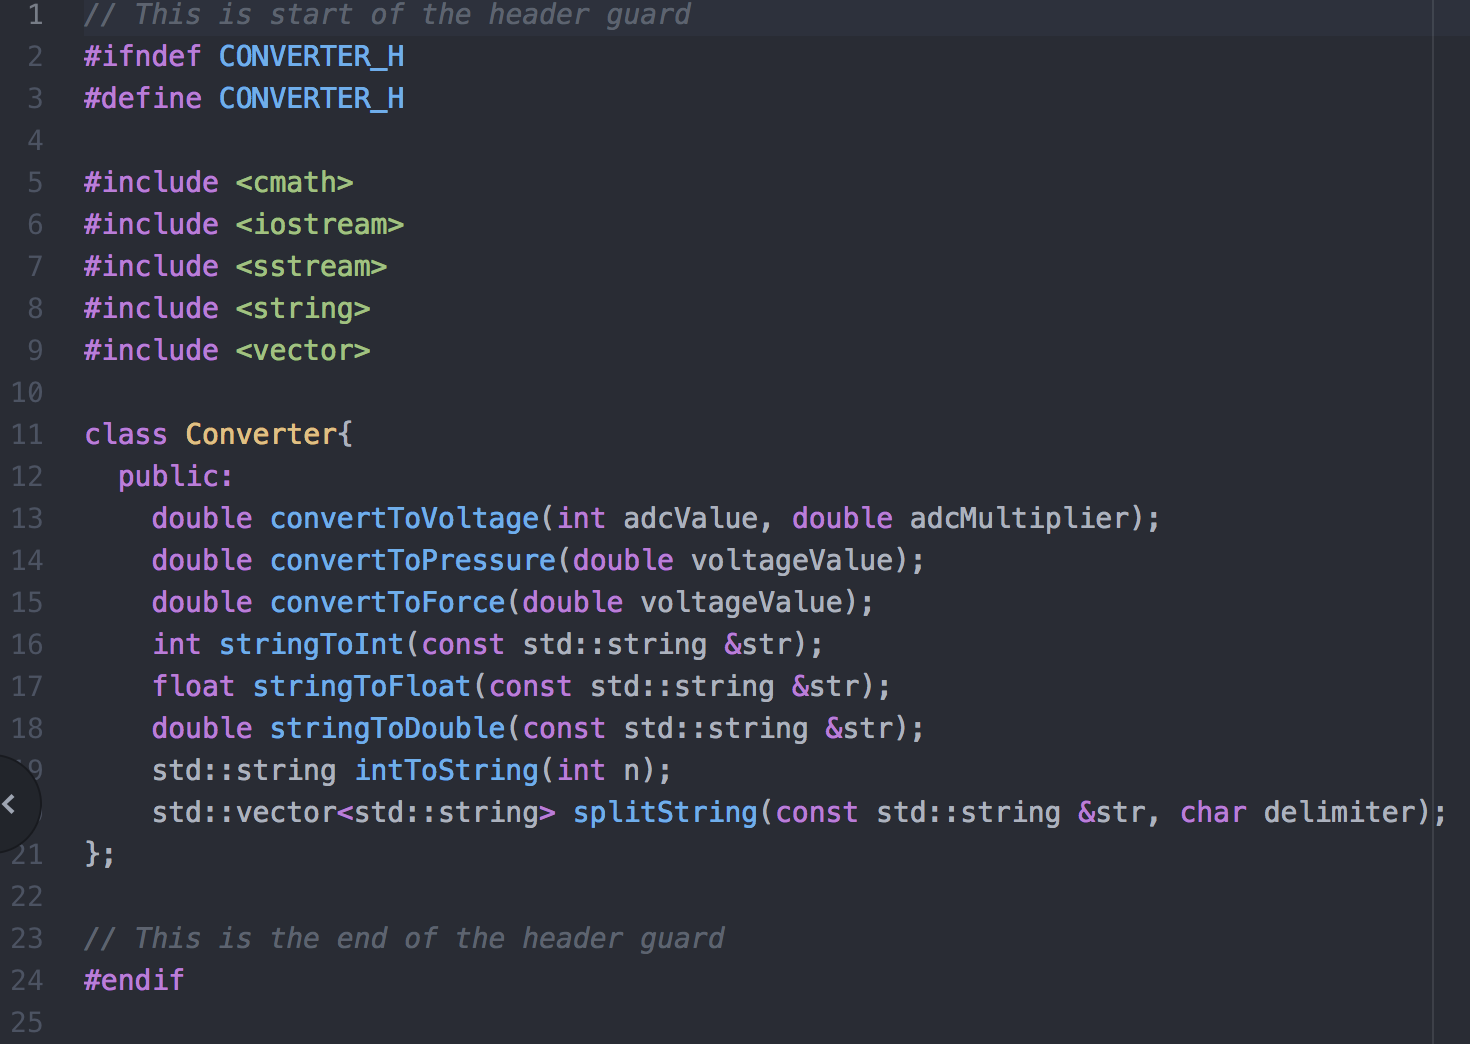 1 // This is start of the header guard
2 #ifndef CONVERTER_H
3 #define CONVERTER_H
4
5 #include <cmath>
6 #include <iostream>
7 #include <sstream>
8 #include <string>
9 #include <vector>
10
11 class Converter{
12   public:
13     double convertToVoltage(int adcValue, double adcMultiplier);
14     double convertToPressure(double voltageValue);
15     double convertToForce(double voltageValue);
16     int stringToInt(const std::string &str);
17     float stringToFloat(const std::string &str);
18     double stringToDouble(const std::string &str);
9     std::string intToString(int n);
     std::vector<std::string> splitString(const std::string &str, char delimiter);
21 };
22
23 // This is the end of the header guard
24 #endif
25